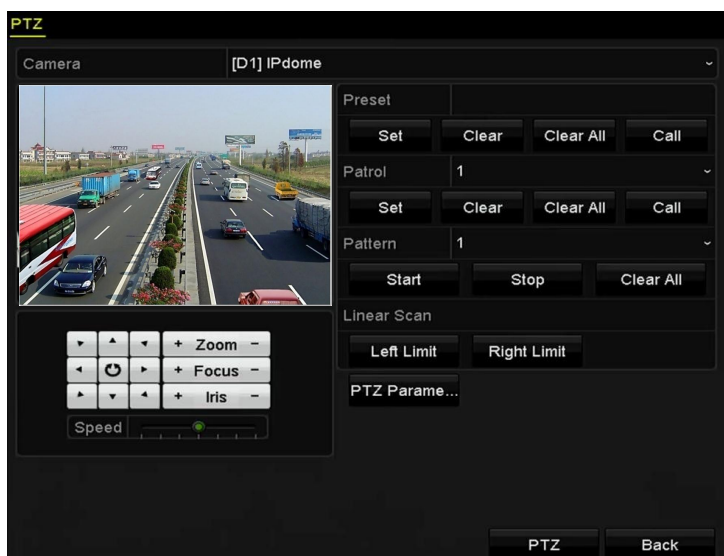 PTZ
Camera [D1] IPdome
Preset
Set Clear Clear All Call
Patrol 1
Set Clear Clear All Call
Pattern 1
Start Stop Clear All
Linear Scan
Left Limit Right Limit
PTZ Parame...
+ Zoom -
+ Focus -
+ Iris -
Speed
PTZ Back